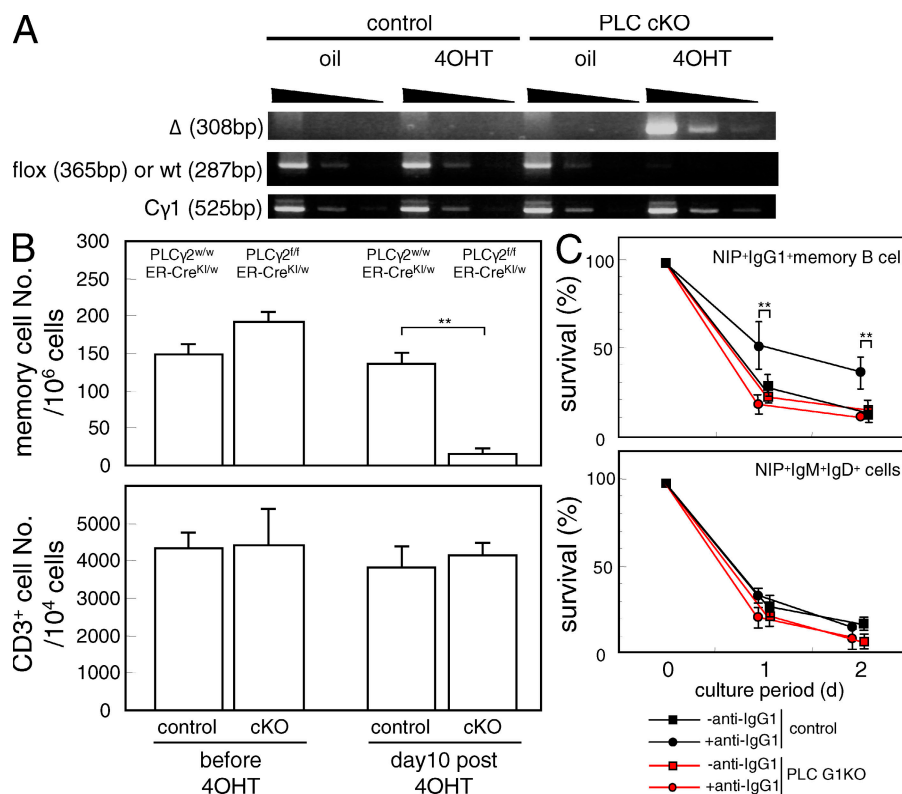 A
control PLC cKO
oil 4OHT oil 4OHT
Δ (308bp)
flox (365bp) or wt (287bp)
Cγ1 (525bp)
B
memory cell No.
/10⁶ cells
300
250
150
100
50
0
PLCγ2w/w PLCγ2f/f PLCγ2w/w PLCγ2f/f
ER-CreKI/w ER-CreKI/w ER-CreKI/w ER-CreKI/w
**
CD3⁺ cell No.
/10⁴ cells
5000
4000
3000
2000
1000
0
control cKO control cKO
before day10 post
4OHT 4OHT
C
NIP⁺IgG1⁺memory B cell
survival (%)
100
50
0
** **
NIP⁺IgM⁺IgD⁺ cells
survival (%)
100
50
0
0 1 2
culture period (d)
-anti-IgG1
+anti-IgG1
control
-anti-IgG1
+anti-IgG1
PLC G1KO